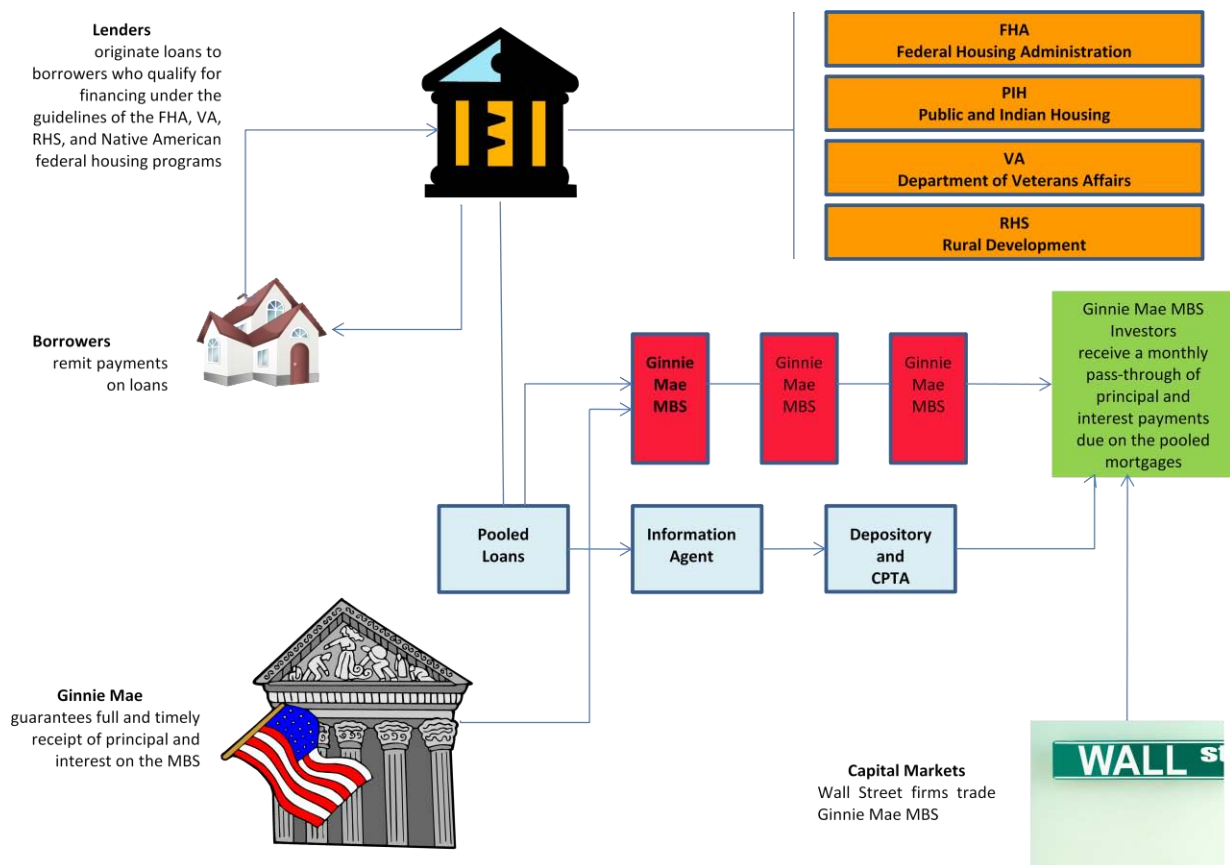 Lenders
originate loans to
borrowers who qualify for
financing under the
guidelines of the FHA, VA,
RHS, and Native American
federal housing programs
FHA
Federal Housing Administration
PIH
Public and Indian Housing
VA
Department of Veterans Affairs
RHS
Rural Development
Borrowers
remit payments
on loans
Ginnie
Mae
MBS
Ginnie
Mae
MBS
Ginnie
Mae
MBS
Ginnie Mae MBS
Investors
receive a monthly
pass-through of
principal and
interest payments
due on the pooled
mortgages
Pooled
Loans
Information
Agent
Depository
and
CPTA
Ginnie Mae
guarantees full and timely
receipt of principal and
interest on the MBS
Capital Markets
Wall Street firms trade
Ginnie Mae MBS
WALL st